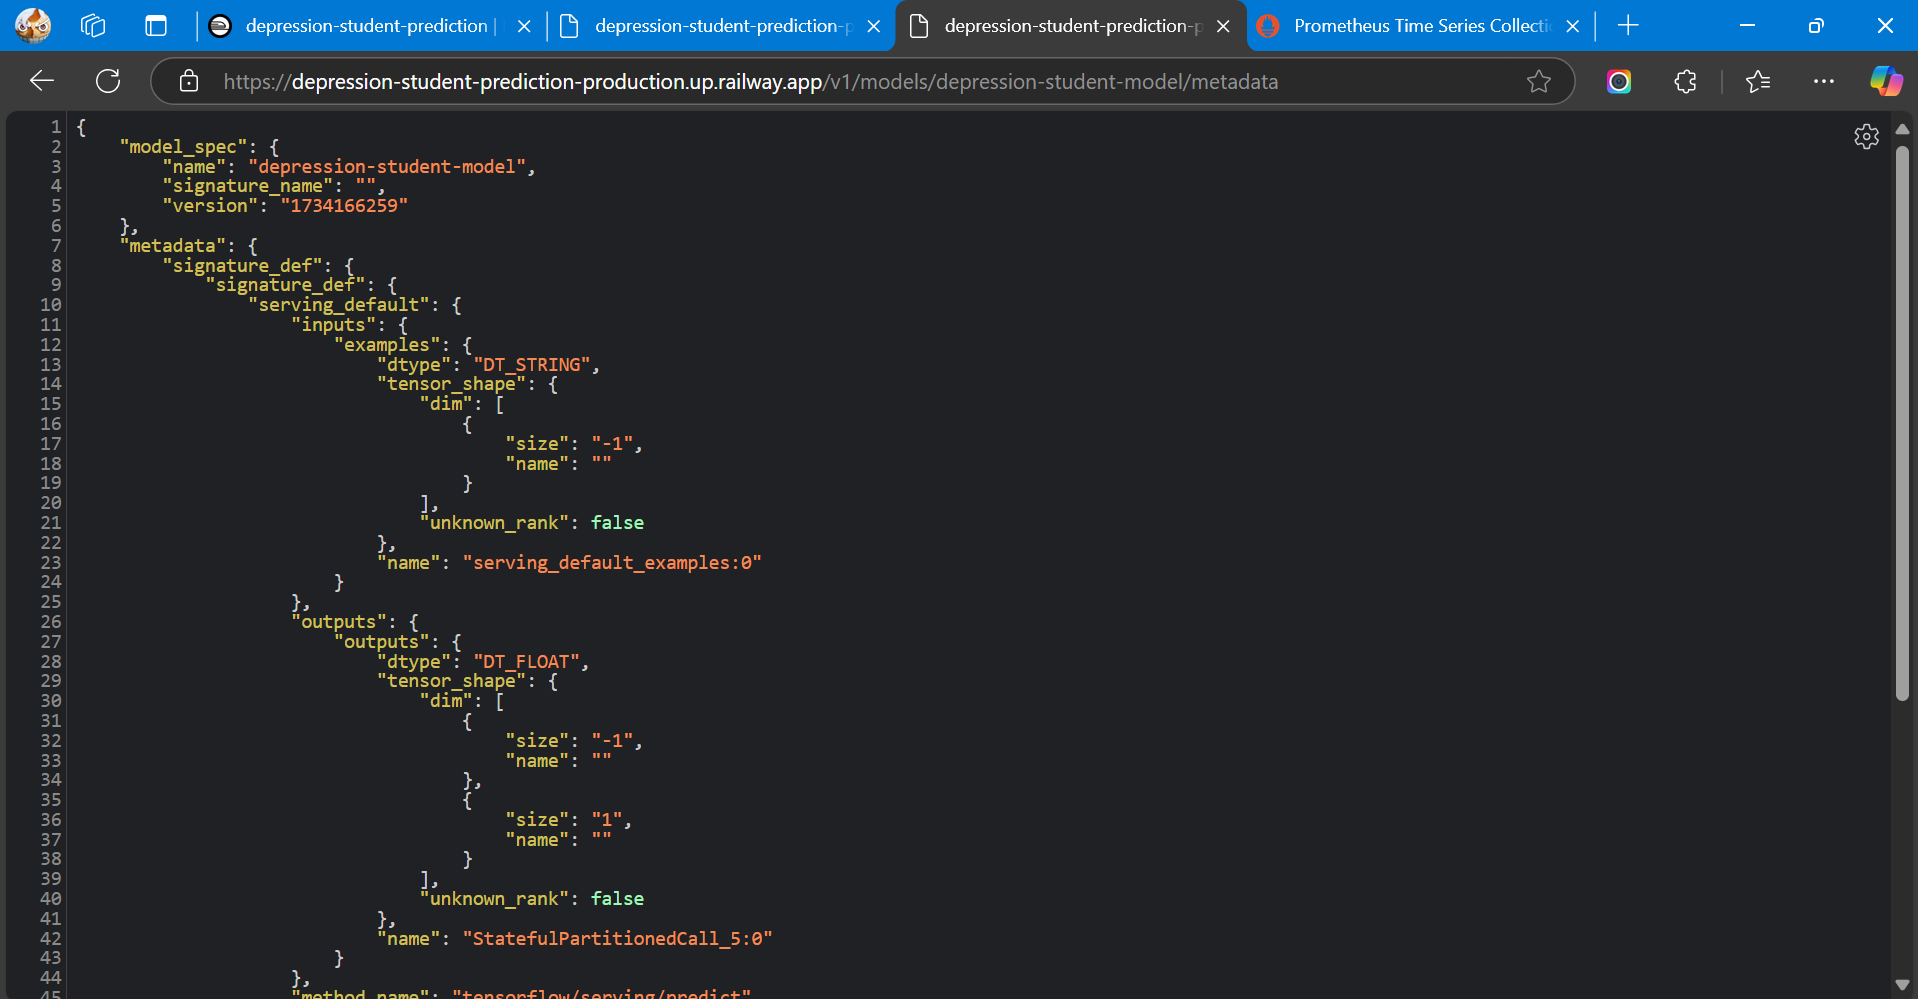 depression-student-prediction |
depression-student-prediction-p
depression-student-prediction-p
Prometheus Time Series Collecti
https://depression-student-prediction-production.up.railway.app/v1/models/depression-student-model/metadata
1 {
2 "model_spec": {
3 "name": "depression-student-model",
4 "signature_name": "",
5 "version": "1734166259"
6 },
7 "metadata": {
8 "signature_def": {
9 "signature_def": {
10 "serving_default": {
11 "inputs": {
12 "examples": {
13 "dtype": "DT_STRING",
14 "tensor_shape": {
15 "dim": [
16 {
17 "size": "-1",
18 "name": ""
19 }
20 ],
21 "unknown_rank": false
22 },
23 "name": "serving_default_examples:0"
24 }
25 },
26 "outputs": {
27 "outputs": {
28 "dtype": "DT_FLOAT",
29 "tensor_shape": {
30 "dim": [
31 {
32 "size": "-1",
33 "name": ""
34 },
35 {
36 "size": "1",
37 "name": ""
38 }
39 ],
40 "unknown_rank": false
41 },
42 "name": "StatefulPartitionedCall_5:0"
43 }
44 },
45 "method_name": "tensorflow/serving/predict"